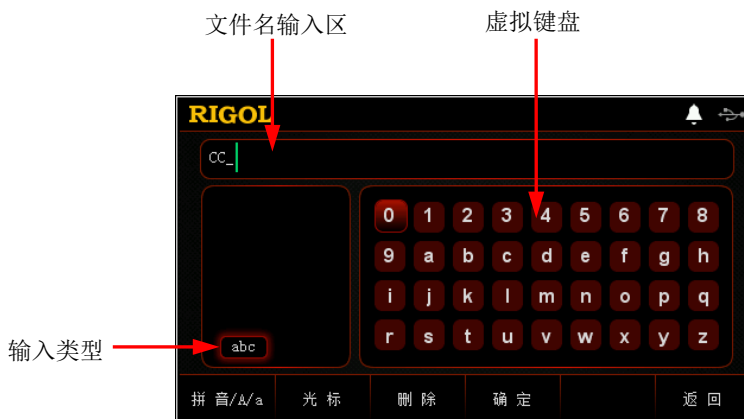 文件名输入区 虚拟键盘
RIGOL
CC_
0 1 2 3 4 5 6 7 8
9 a b c d e f g h
i j k l m n o p q
r s t u v w x y z
输入类型
abc
拼 音/A/a 光 标 删 除 确 定 返 回